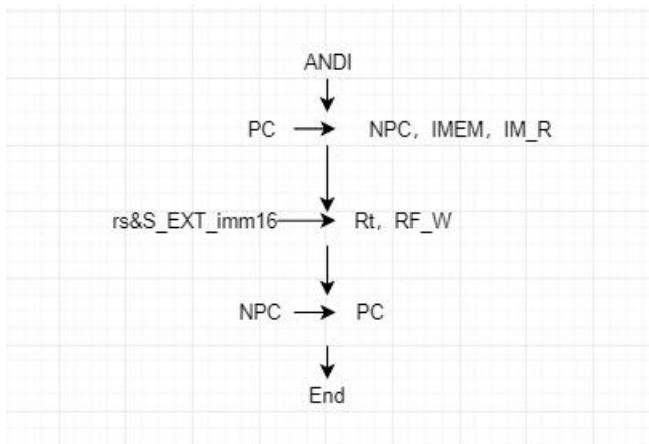 ANDI
PC → NPC, IMEM, IM_R
rs&S_EXT_imm16 → Rt, RF_W
NPC → PC
End